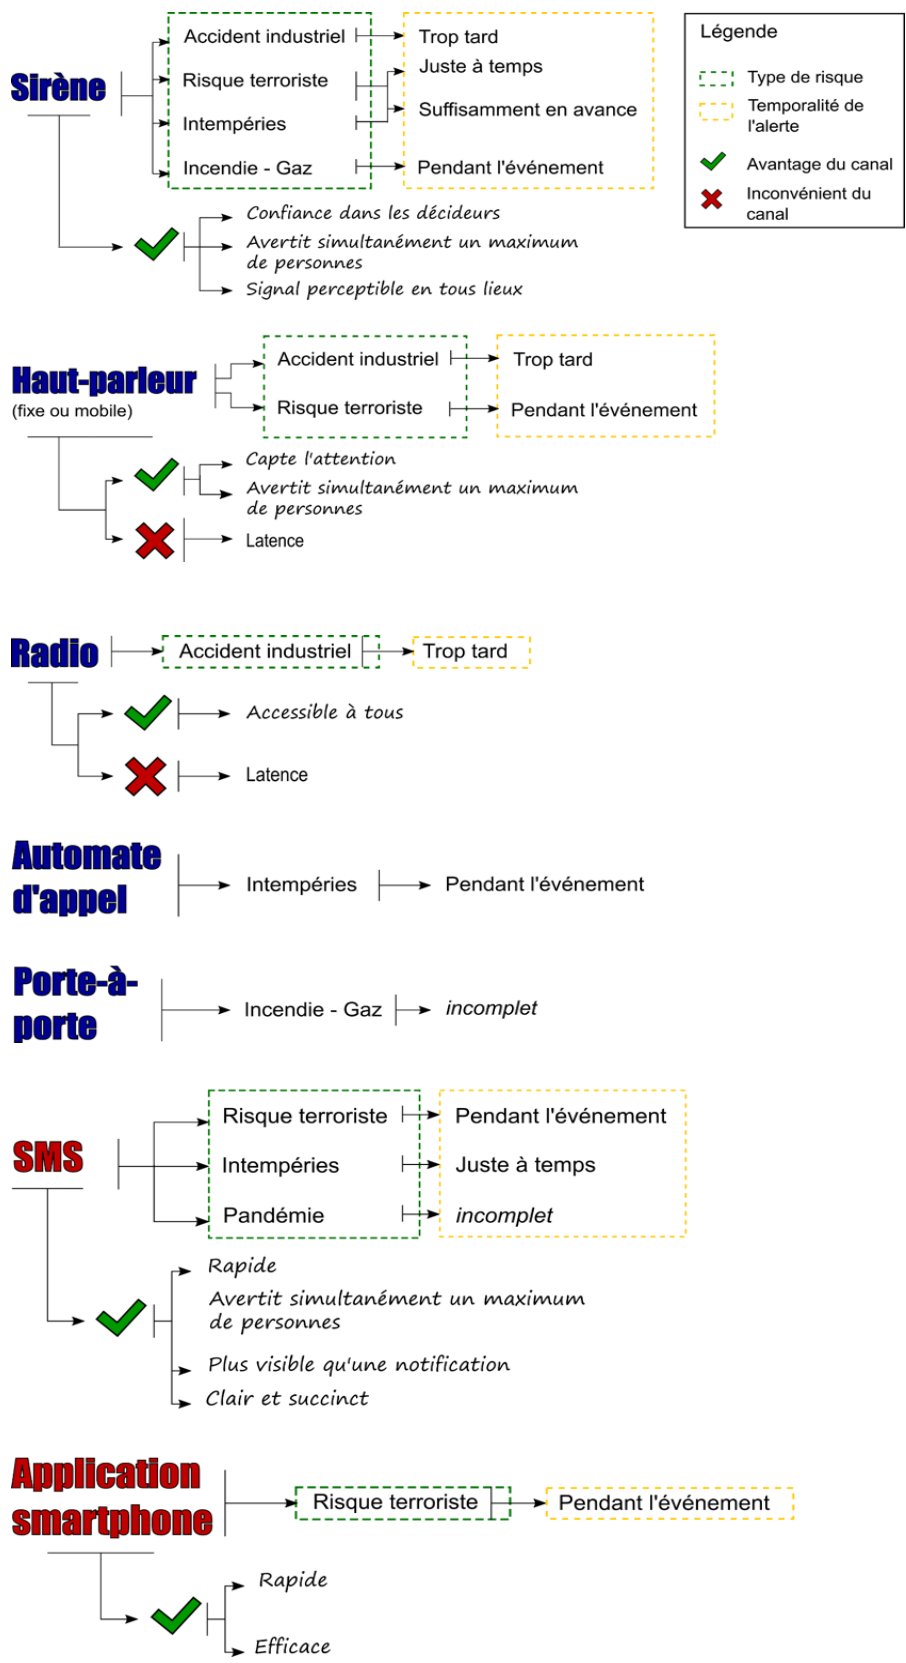 Légende
Type de risque
Temporalité de
l'alerte
Avantage du canal
Inconvénient du
canal
Sirène
Accident industriel
Trop tard
Risque terroriste
Juste à temps
Intempéries
Suffisamment en avance
Incendie - Gaz
Pendant l'événement
Confiance dans les décideurs
Avertit simultanément un maximum
de personnes
Signal perceptible en tous lieux
Haut-parleur
(fixe ou mobile)
Accident industriel
Trop tard
Risque terroriste
Pendant l'événement
Capte l'attention
Avertit simultanément un maximum
de personnes
Latence
Radio
Accident industriel
Trop tard
Accessible à tous
Latence
Automate
d'appel
Intempéries
Pendant l'événement
Porte-à-
porte
Incendie - Gaz
incomplet
SMS
Risque terroriste
Pendant l'événement
Intempéries
Juste à temps
Pandémie
incomplet
Rapide
Avertit simultanément un maximum
de personnes
Plus visible qu'une notification
Clair et succinct
Application
smartphone
Risque terroriste
Pendant l'événement
Rapide
Efficace